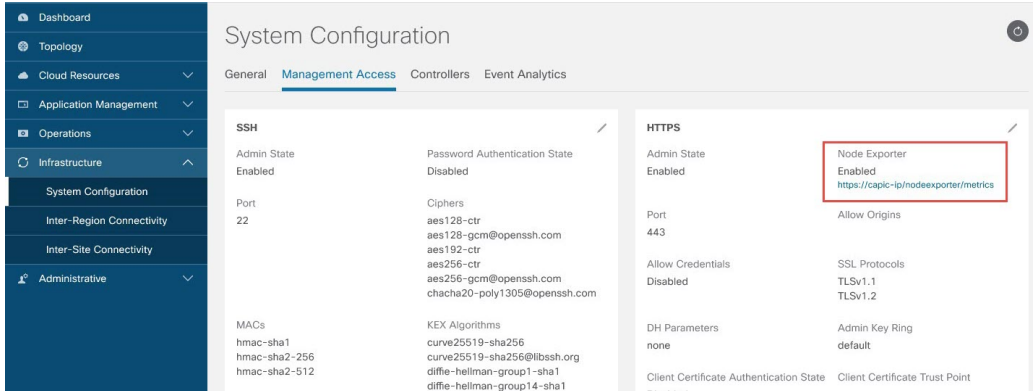 Dashboard
Topology
Cloud Resources
Application Management
Operations
Infrastructure
System Configuration
Inter-Region Connectivity
Inter-Site Connectivity
Administrative
System Configuration
General Management Access Controllers Event Analytics
SSH
Admin State
Enabled
Password Authentication State
Disabled
Port
22
Ciphers
aes128-ctr
aes128-gcm@openssh.com
aes192-ctr
aes256-ctr
aes256-gcm@openssh.com
chacha20-poly1305@openssh.com
MACs
hmac-sha1
hmac-sha2-256
hmac-sha2-512
KEX Algorithms
curve25519-sha256
curve25519-sha256@libssh.org
diffie-hellman-group1-sha1
diffie-hellman-group14-sha1
HTTPS
Admin State
Enabled
Node Exporter
Enabled
https://capic-ip/nodeexporter/metrics
Port
443
Allow Origins
Allow Credentials
Disabled
SSL Protocols
TLSv1.1
TLSv1.2
DH Parameters
none
Admin Key Ring
default
Client Certificate Authentication State
Client Certificate Trust Point